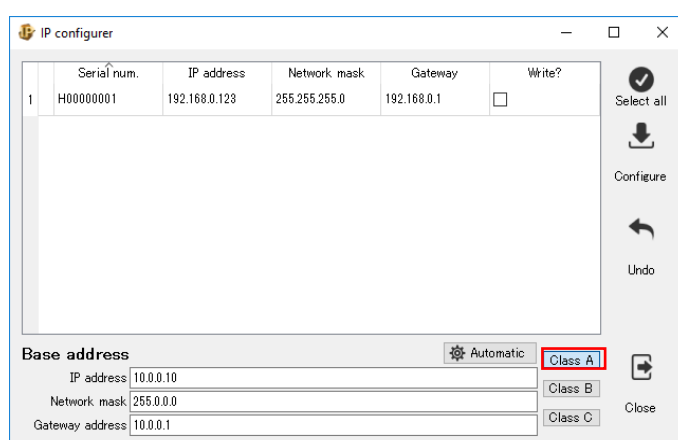 IP configurer
Serial num. IP address Network mask Gateway Write?
1 H00000001 192.168.0.123 255.255.255.0 192.168.0.1
Select all
Configure
Undo
Base address Automatic Class A
IP address 10.0.0.10
Class B
Network mask 255.0.0.0
Close
Gateway address 10.0.0.1 Class C